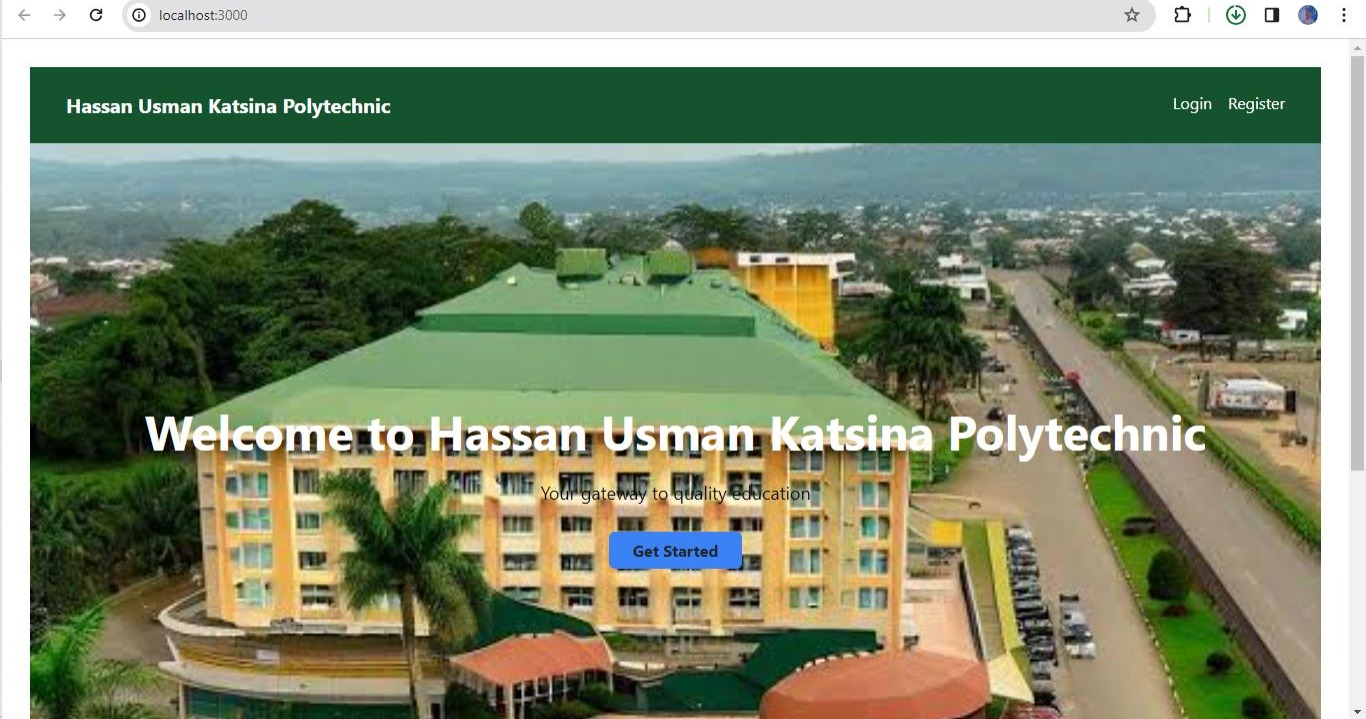 localhost:3000
Hassan Usman Katsina Polytechnic
Login Register
Welcome to Hassan Usman Katsina Polytechnic
Your gateway to quality education
Get Started